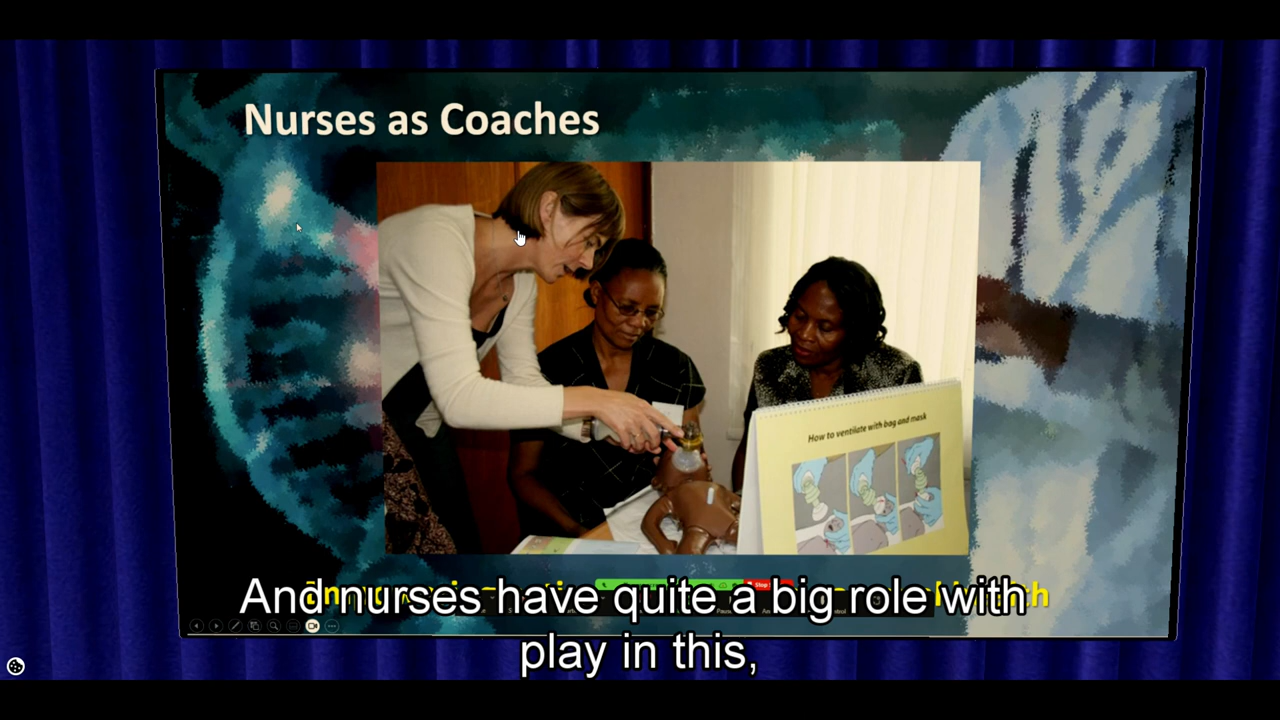 Nurses as Coaches
How to ventilate with bag and mask
Stop
And nurses have quite a big role with
play in this,